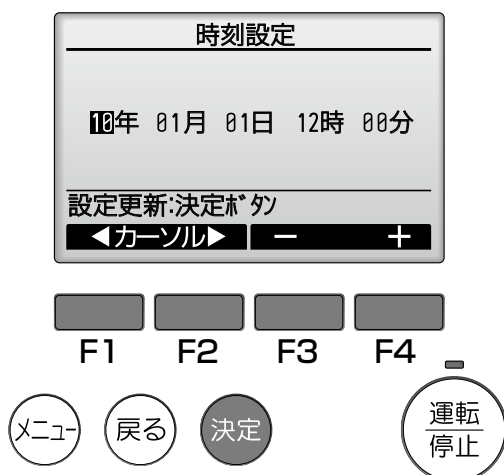 時刻設定
10年 01月 01日 12時 00分
設定更新:決定ボタン
◀カーソル▶ － ＋
F1 F2 F3 F4
メニュー 戻る 決定 運転
停止